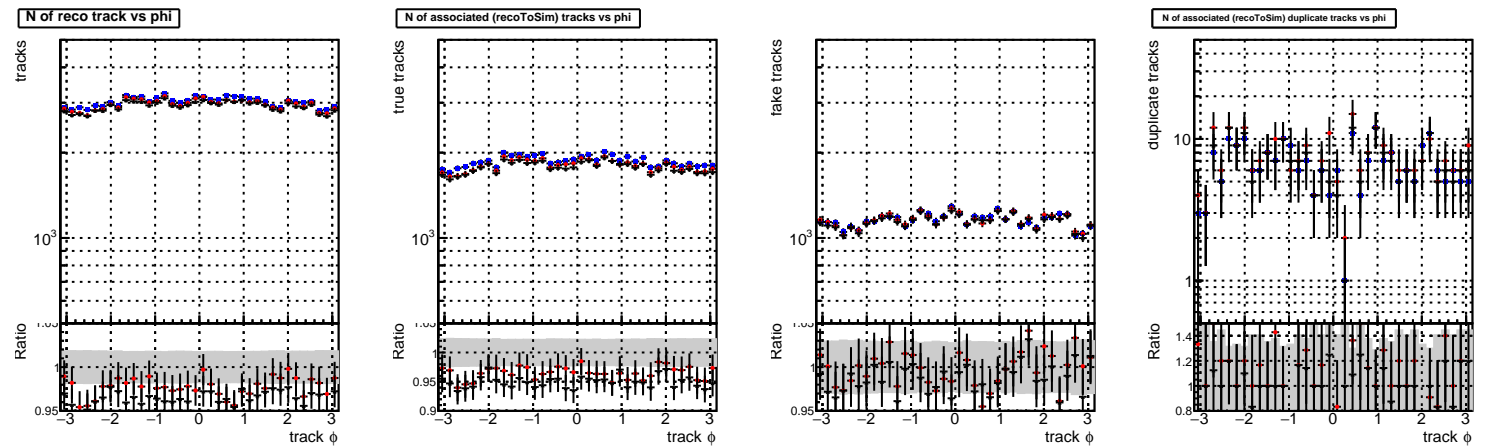 N of reco track vs phi
tracks
10³
Ratio
1.05
1
0.95
−3 −2 −1 0 1 2 3
track ϕ
N of associated (recoToSim) tracks vs phi
true tracks
10³
Ratio
1
0.95
0.9
−3 −2 −1 0 1 2 3
track ϕ
fake tracks
10³
Ratio
1.05
1
0.95
−3 −2 −1 0 1 2 3
track ϕ
N of associated (recoToSim) duplicate tracks vs phi
duplicate tracks
10
1
Ratio
1.4
1.2
1
0.8
−3 −2 −1 0 1 2 3
track ϕ